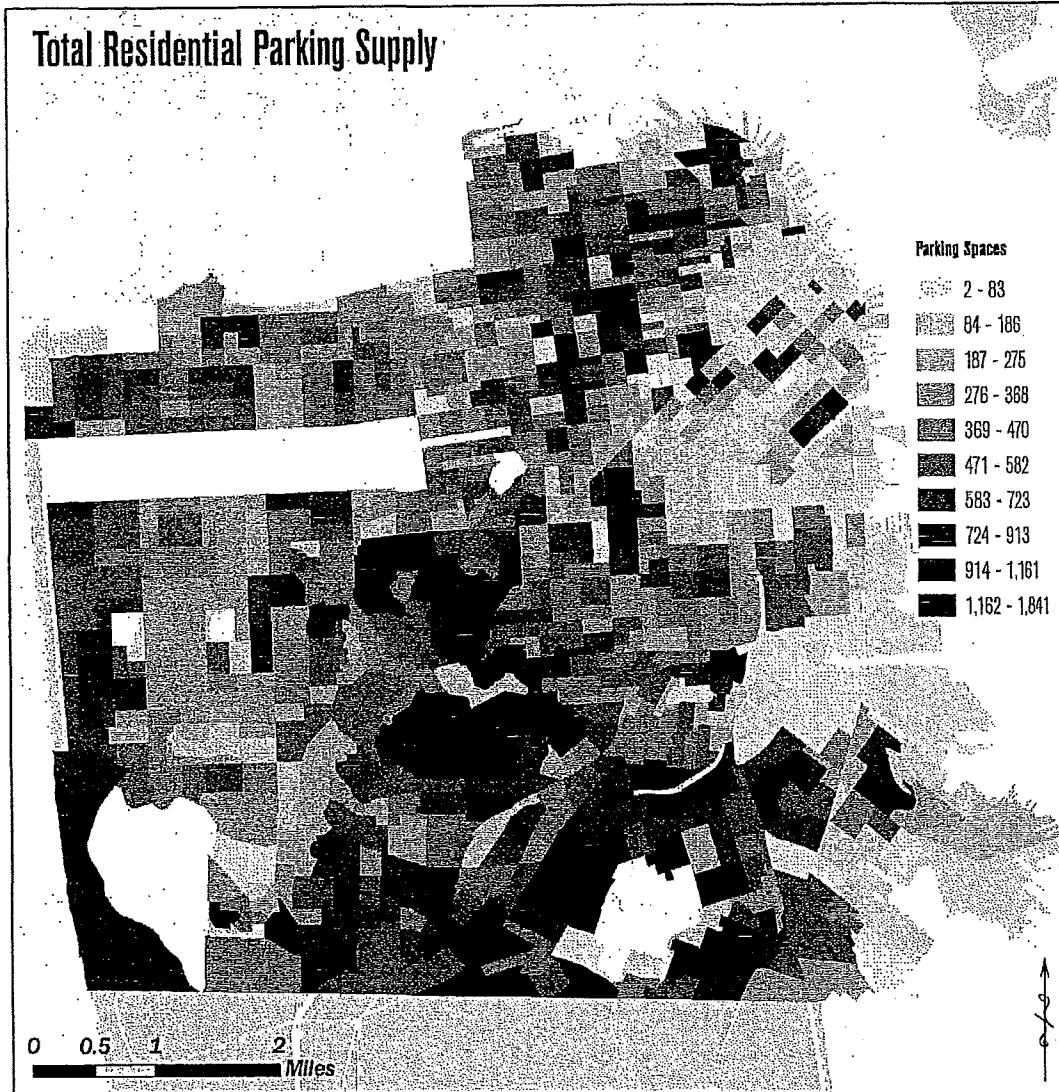 Total Residential Parking Supply
Parking Spaces
2 - 83
84 - 186
187 - 275
276 - 368
369 - 470
471 - 582
583 - 723
724 - 913
914 - 1,161
1,162 - 1,841
0 0.5 1 2
Miles